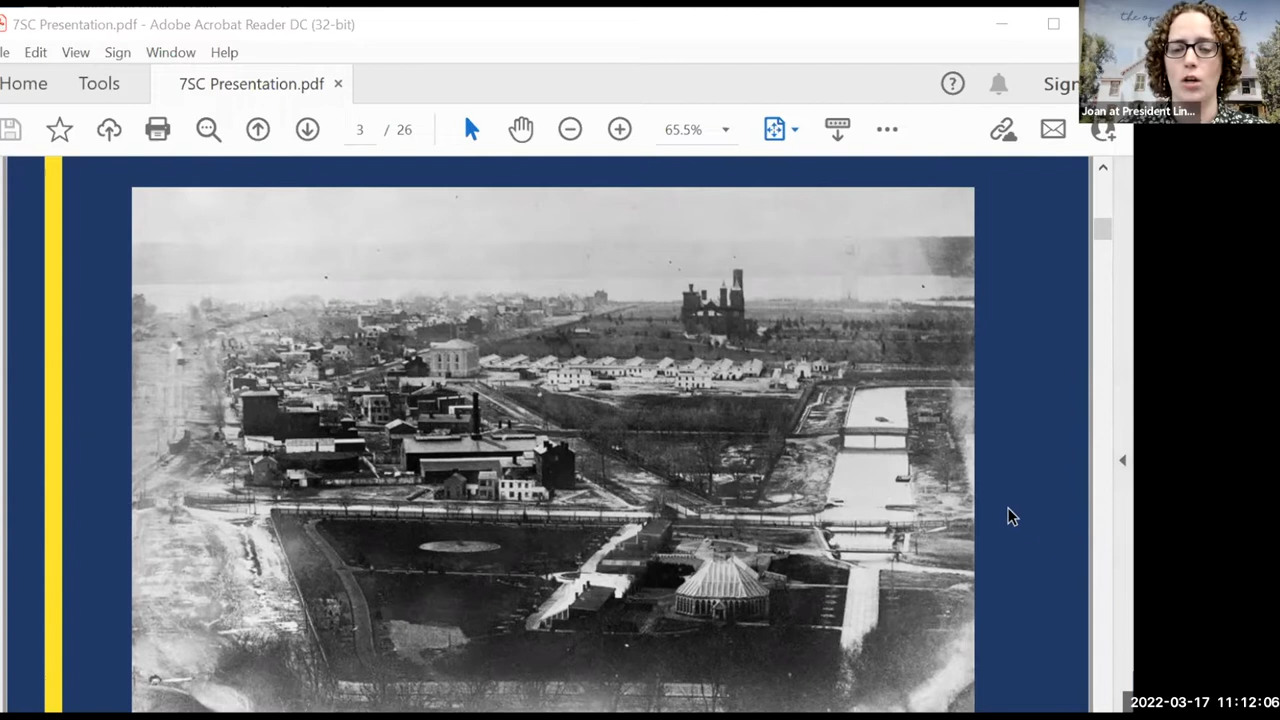 7SC Presentation.pdf - Adobe Acrobat Reader DC (32-bit)
le Edit View Sign Window Help
Home Tools 7SC Presentation.pdf × Sign
3 / 26 65.5%
Joan at President Lin...
2022-03-17 11:12:06